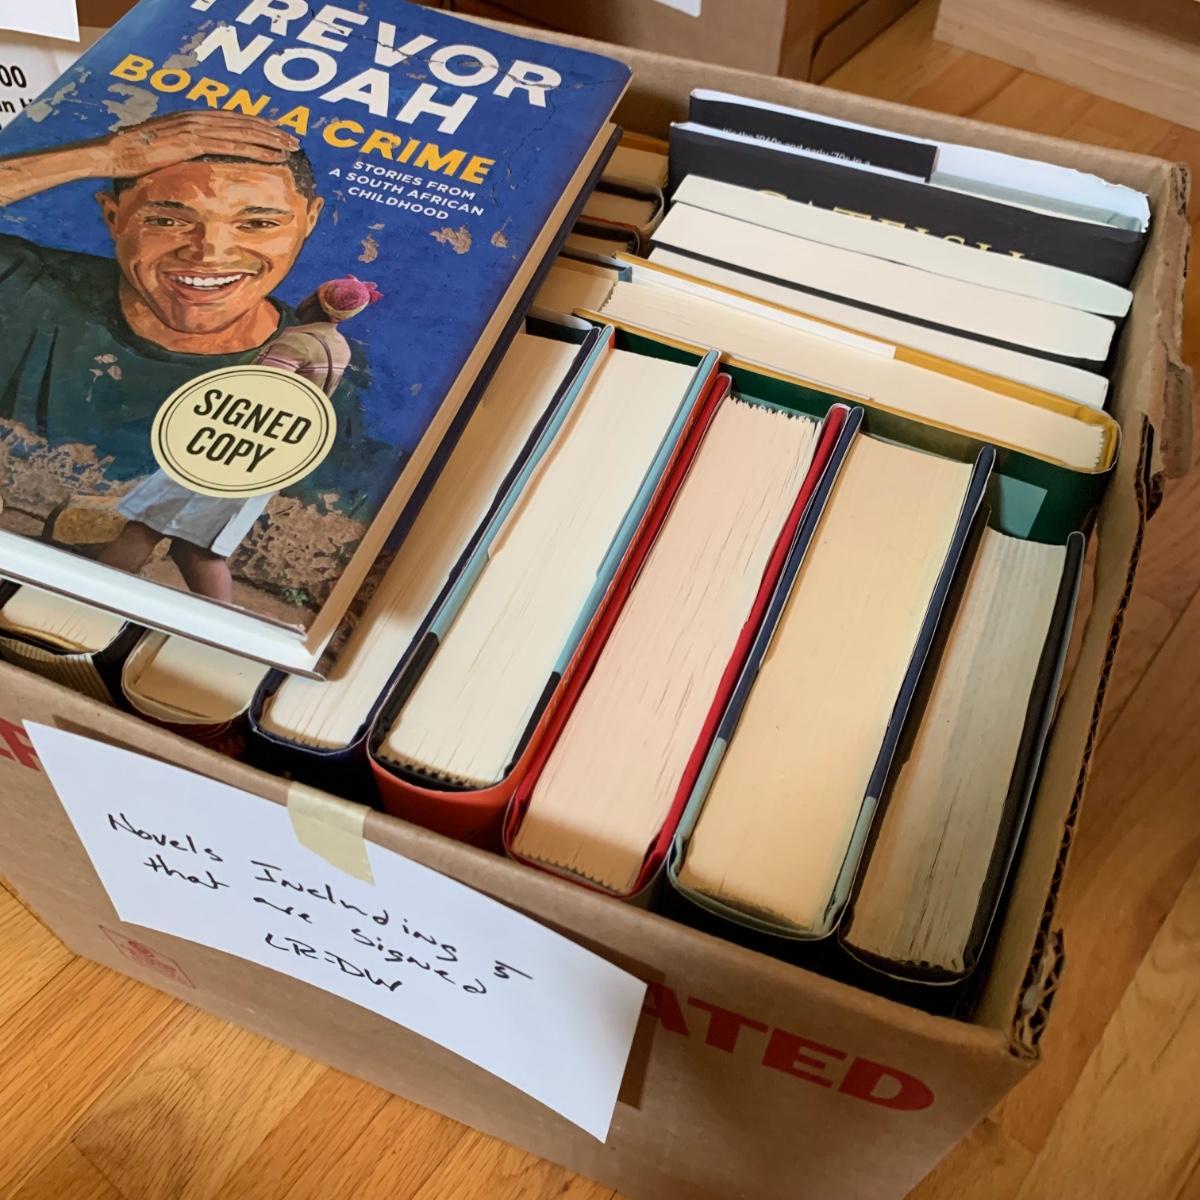 TREVOR
NOAH
BORN A CRIME
STORIES FROM
A SOUTH AFRICAN
CHILDHOOD
SIGNED
COPY
00
Novels Including 5
that are signed
LR-DW
ATED